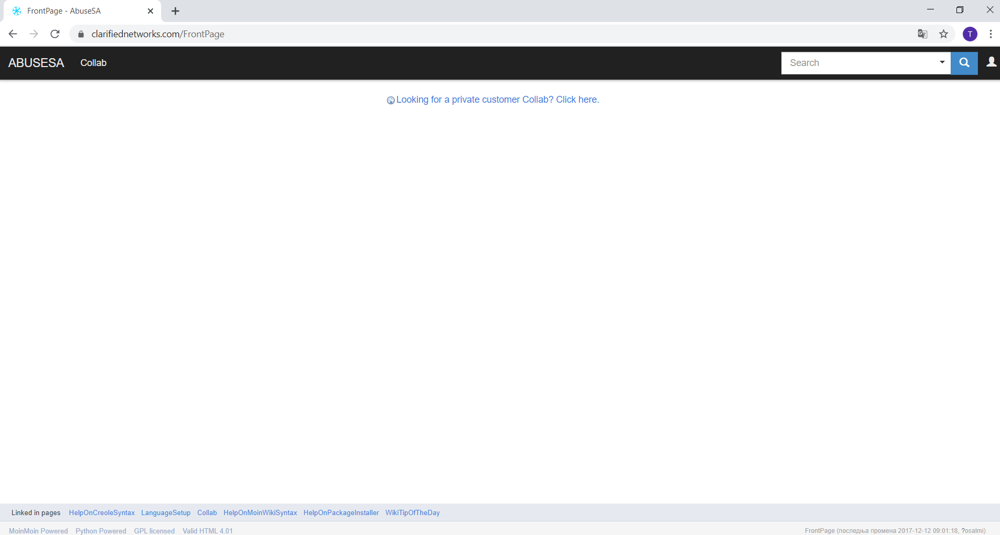 FrontPage - AbuseSA
clarifiednetworks.com/FrontPage
T
ABUSESA Collab Search
Looking for a private customer Collab? Click here.
Linked in pages HelpOnCreoleSyntax LanguageSetup Collab HelpOnMoinWikiSyntax HelpOnPackageInstaller WikiTipOfTheDay
MoinMoin Powered Python Powered GPL licensed Valid HTML 4.01 FrontPage (последња промена 2017-12-12 09:01:18, ?osalmi)